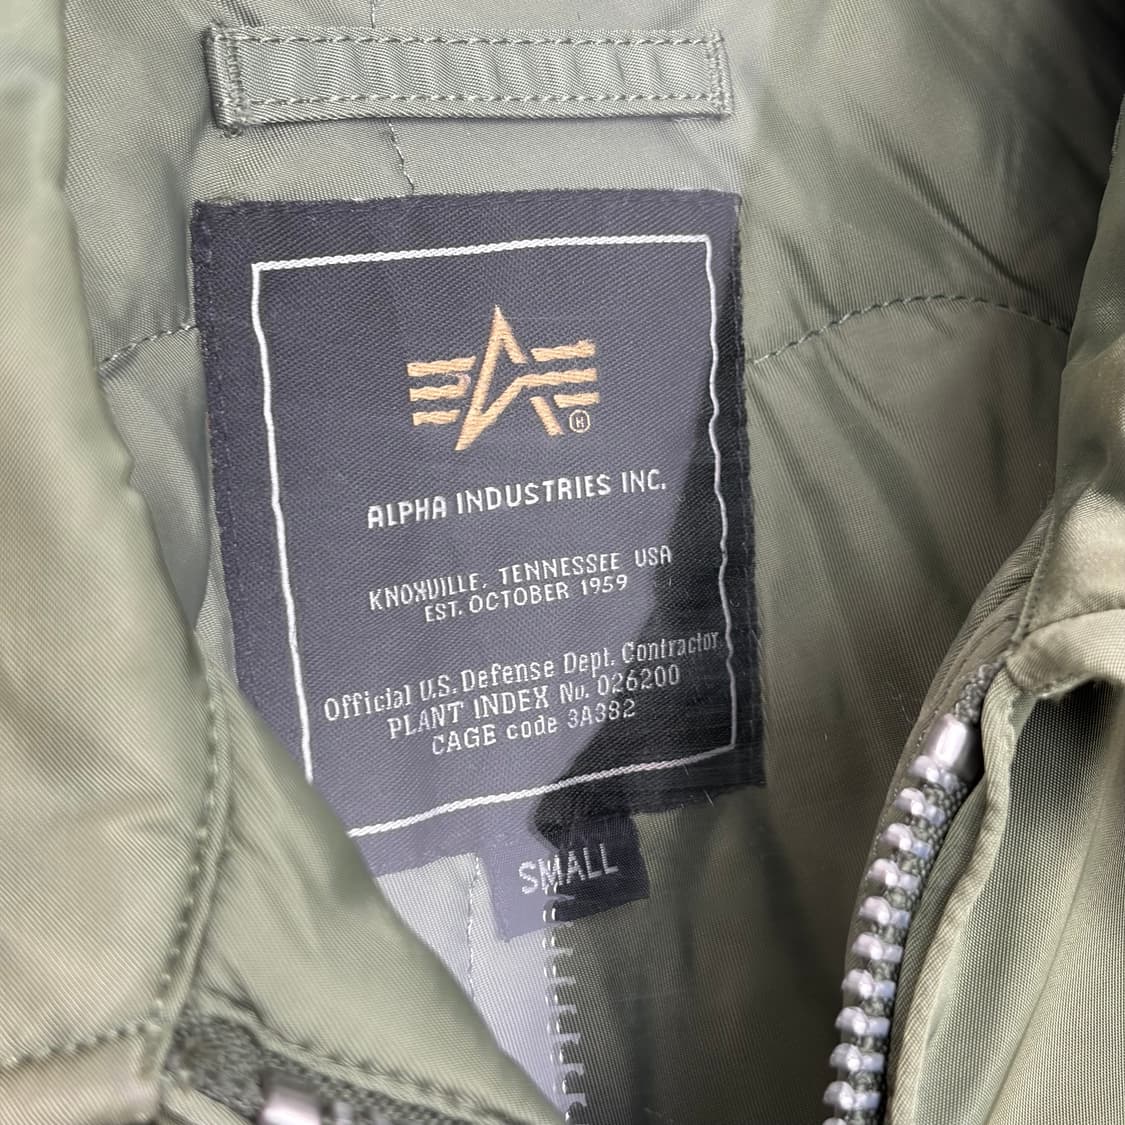 ALPHA INDUSTRIES INC.
KNOXVILLE, TENNESSEE USA
EST. OCTOBER 1959
Official U.S. Defense Dept. Contractor
PLANT INDEX No. 026200
CAGE code 3A382
SMALL